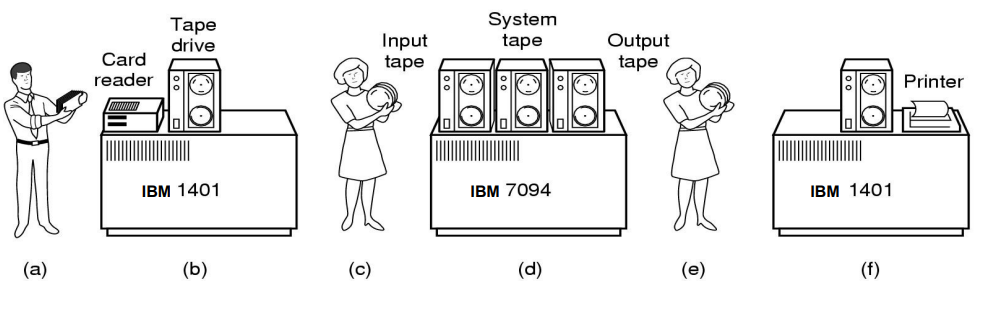 Card
reader
Tape
drive
Input
tape
System
tape
Output
tape
Printer
IBM 1401
IBM 7094
IBM 1401
(a)
(b)
(c)
(d)
(e)
(f)